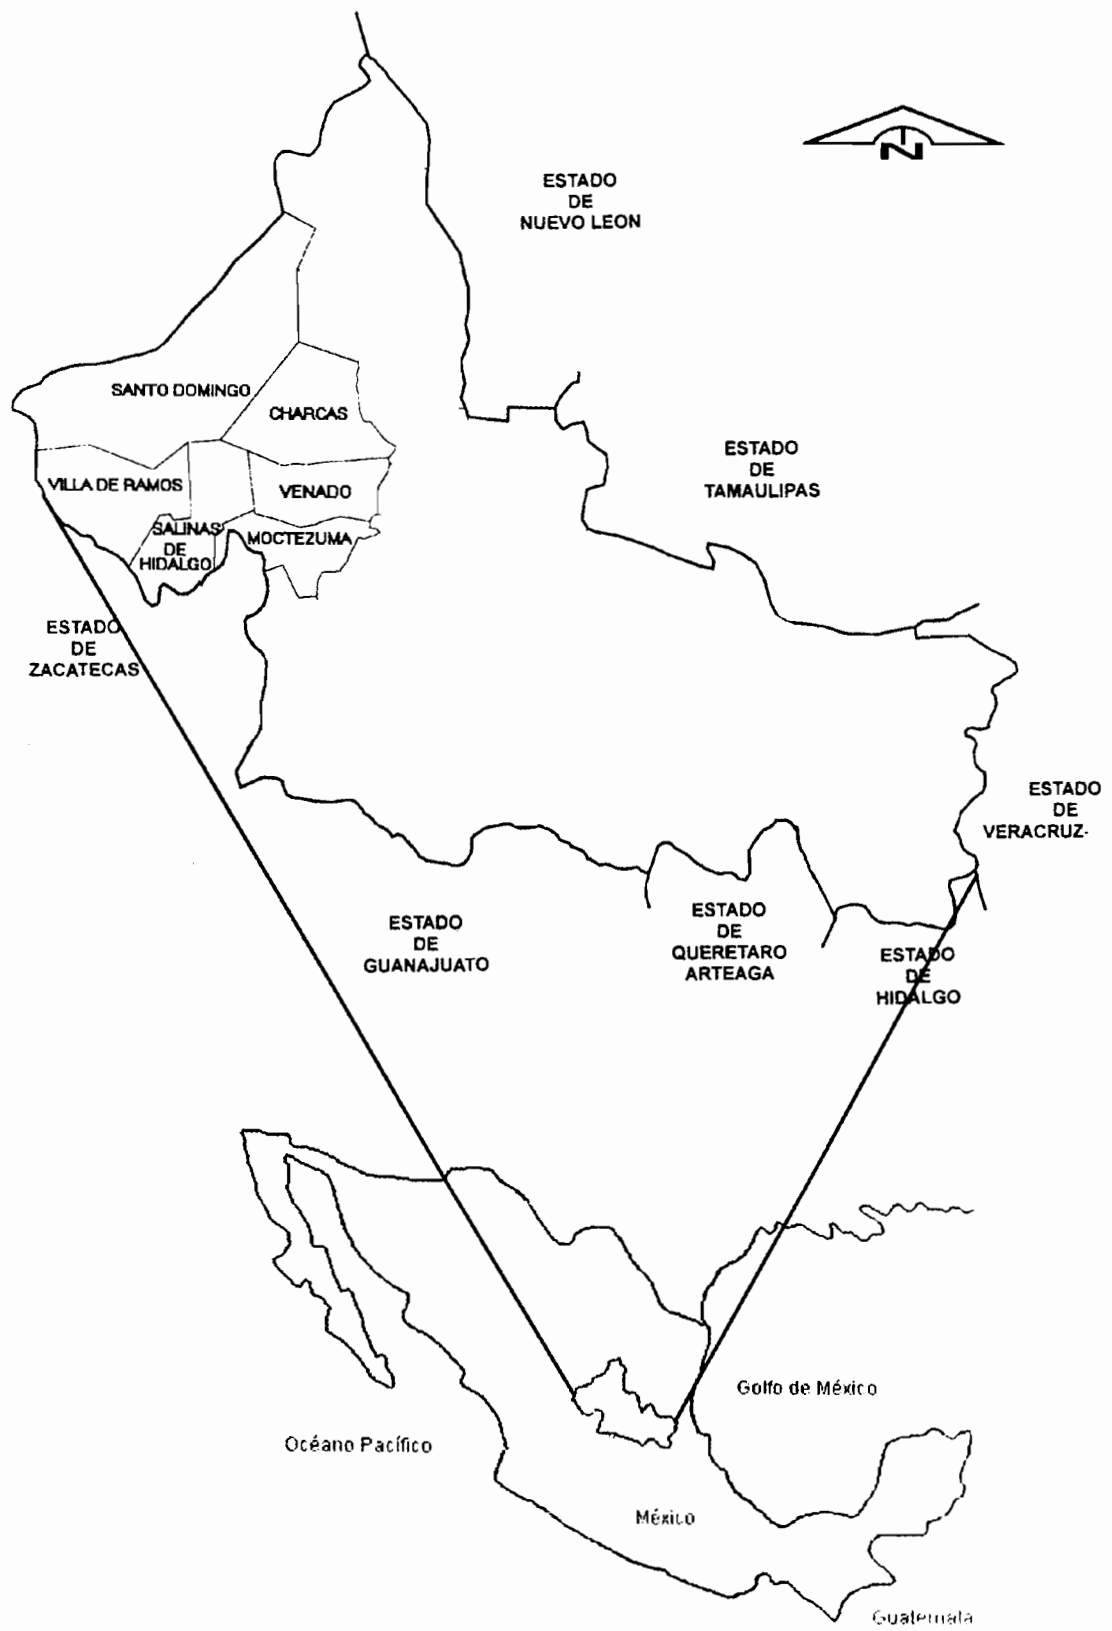 N
ESTADO
DE
NUEVO LEON
SANTO DOMINGO
CHARCAS
ESTADO
DE
TAMAULIPAS
VILLA DE RAMOS
VENADO
SALINAS
DE
HIDALGO
MOCTEZUMA
ESTADO
DE
ZACATECAS
ESTADO
DE
VERACRUZ-
ESTADO
DE
GUANAJUATO
ESTADO
DE
QUERETARO
ARTEAGA
ESTADO
DE
HIDALGO
Golfo de México
Océano Pacífico
México
Guatemala